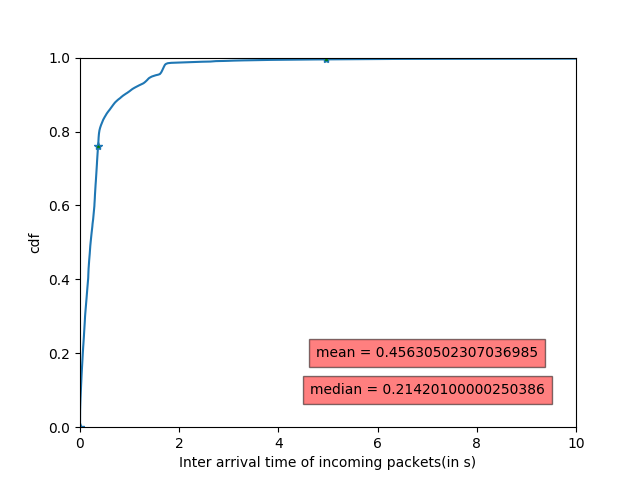 1.0
0.8
0.6
0.4
0.2
0.0
cdf
mean = 0.45630502307036985
median = 0.21420100000250386
0 2 4 6 8 10
Inter arrival time of incoming packets(in s)